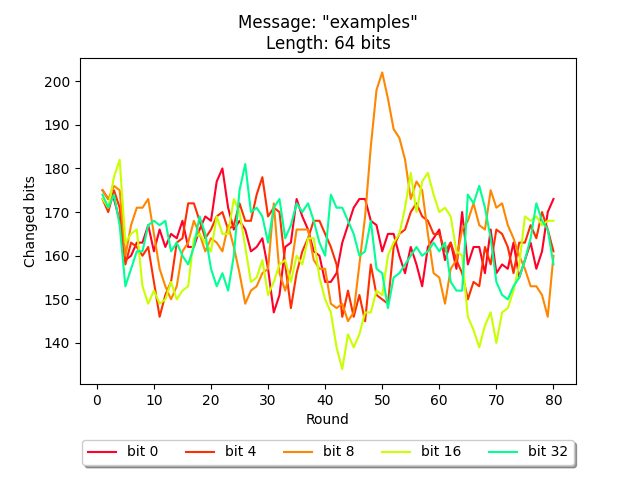 Message: "examples"
Length: 64 bits
200
190
180
170
160
150
140
Changed bits
0 10 20 30 40 50 60 70 80
Round
bit 0 bit 4 bit 8 bit 16 bit 32